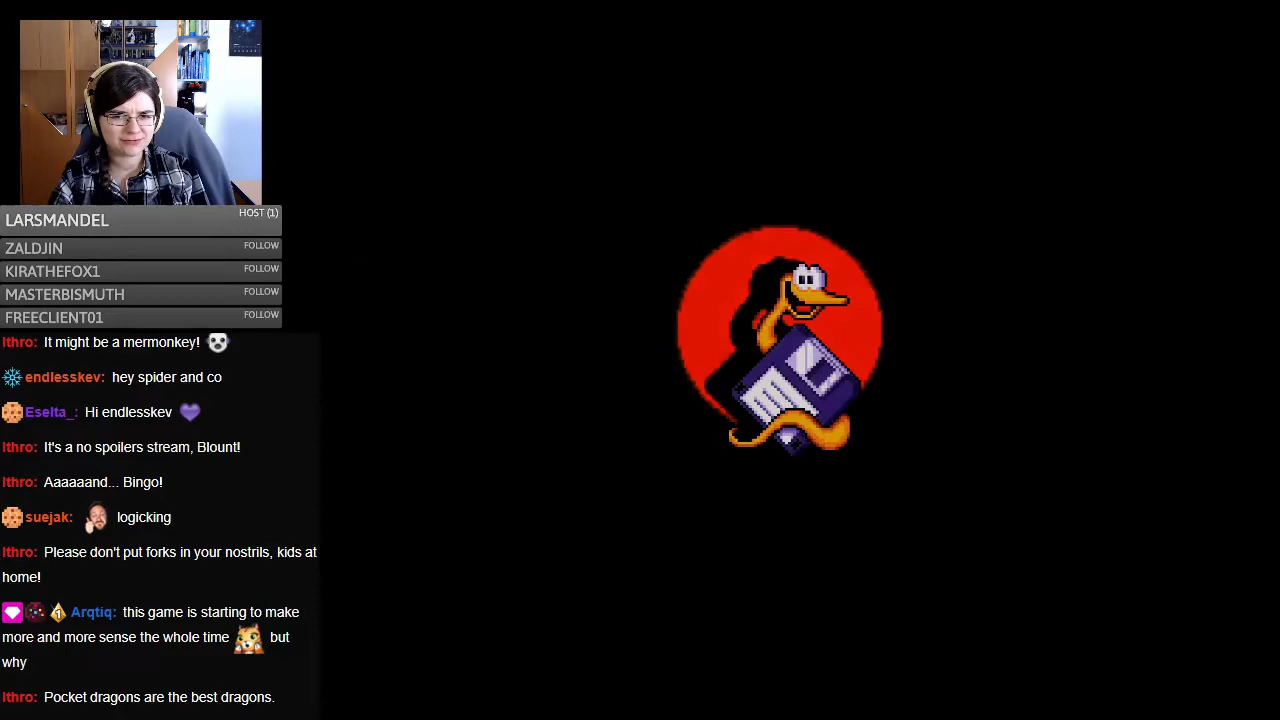 LARSMANDEL HOST (1)
ZALDJIN FOLLOW
KIRATHEFOX1 FOLLOW
MASTERBISMUTH FOLLOW
FREECLIENT01 FOLLOW
Ithro: It might be a mermonkey!
endlesskev: hey spider and co
Eselta_: Hi endlesskev
Ithro: It's a no spoilers stream, Blount!
Ithro: Aaaaaand... Bingo!
suejak: logicking
Ithro: Please don't put forks in your nostrils, kids at
home!
1 Arqtiq: this game is starting to make
more and more sense the whole time but
why
Ithro: Pocket dragons are the best dragons.